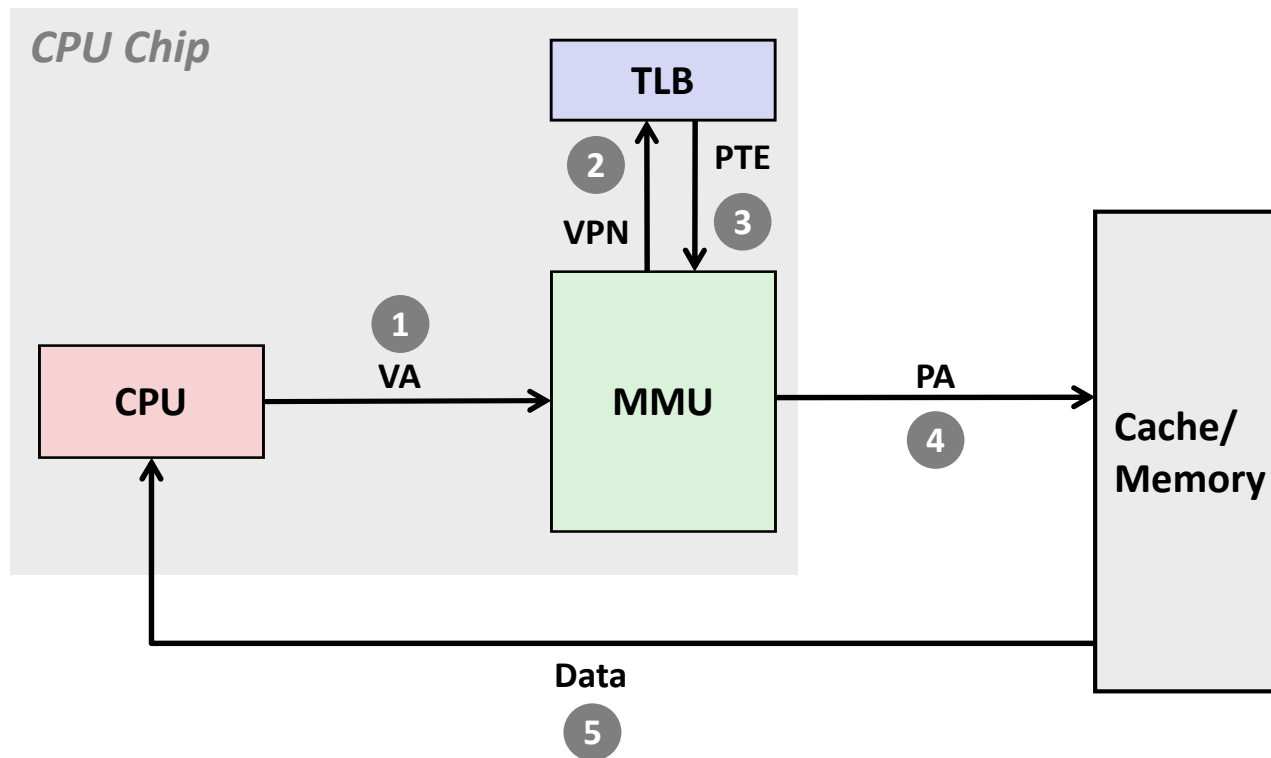 CPU Chip
TLB
2
PTE
VPN
3
1
VA
CPU
MMU
PA
4
Cache/
Memory
Data
5